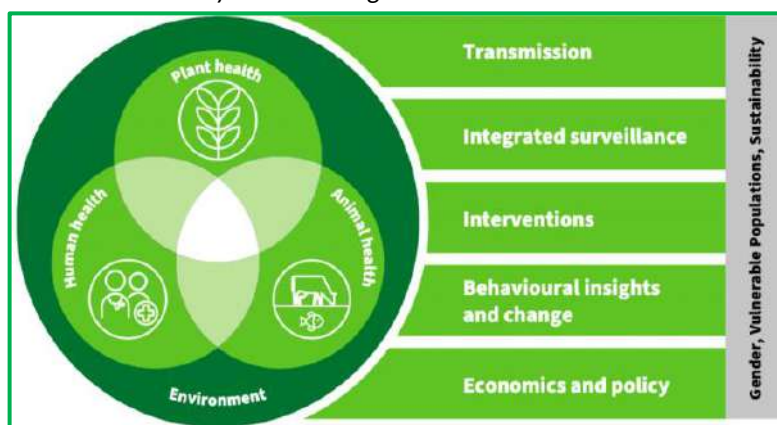 Plant health
Human health
Animal health
Environment
Transmission
Integrated surveillance
Interventions
Behavioural insights
and change
Economics and policy
Gender, Vulnerable Populations, Sustainability